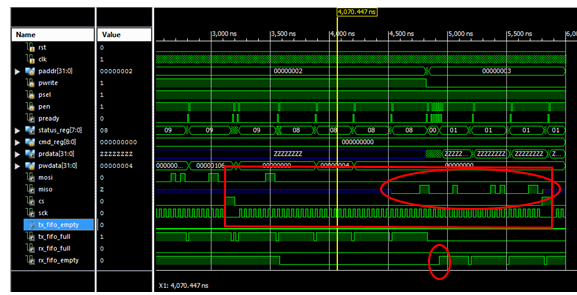 4,070.447 ns
Name Value
3,000 ns 3,500 ns 4,000 ns 4,500 ns 5,000 ns 5,500 ns 6,000
rst 0
clk 1
paddr[31:0] 00000002 00000002 00000003
pwrite 1
psel 1
pen 1
pready 0
status_reg[7:0] 08 09 09 09 08 08 08 08 00 01 01 01 01
cmd_reg[8:0] 000000000 000000000
prdata[31:0] ZZZZZZZZ ZZZZZZZZ ZZZZZ ZZZZZZZZ ZZZZZZZZ Z...
pwdata[31:0] 00000004 00000... 00000106 00000000 00000004 00000000
mosi 0
miso Z
cs 0
sck 0
tx_fifo_empty 0
tx_fifo_full 1
rx_fifo_full 0
rx_fifo_empty 0
X1: 4,070.447 ns